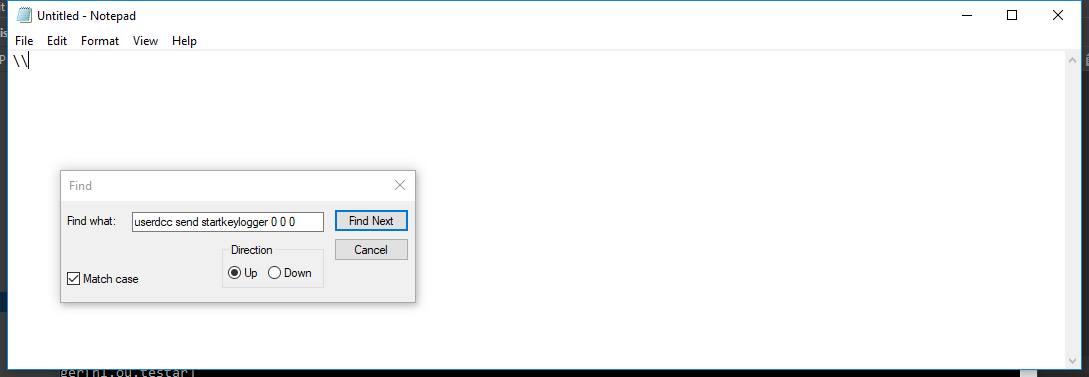 Untitled - Notepad
File Edit Format View Help
\\
Find
Find what: userdcc send startkeylogger 0 0 0 Find Next
Direction Cancel
Up Down
Match case